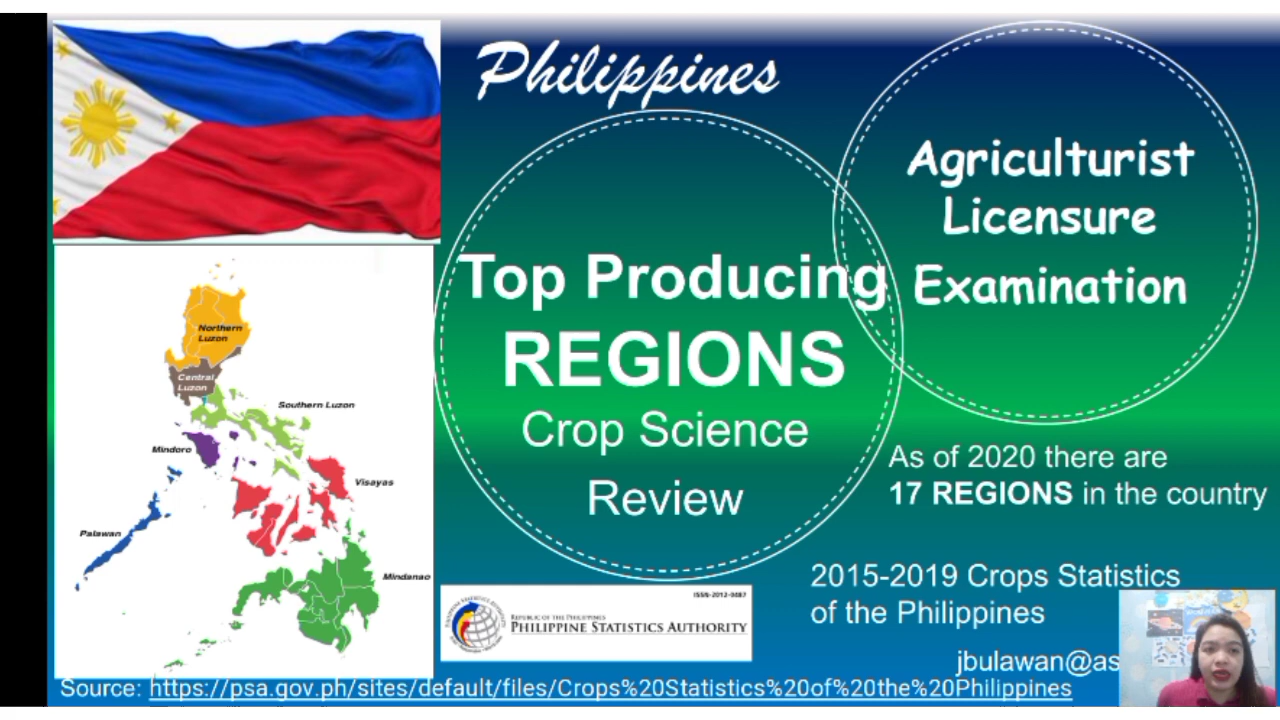 Philippines
Agriculturist
Licensure
Examination
Top Producing
REGIONS
Crop Science
Review
As of 2020 there are
17 REGIONS in the country
2015-2019 Crops Statistics
of the Philippines
jbulawan@as
Northern
Luzon
Central
Luzon
Southern Luzon
Mindoro
Visayas
Palawan
Mindanao
ISSN-2012-0487
REPUBLIC OF THE PHILIPPINES
PHILIPPINE STATISTICS AUTHORITY
Source: https://psa.gov.ph/sites/default/files/Crops%20Statistics%20of%20the%20Philippines